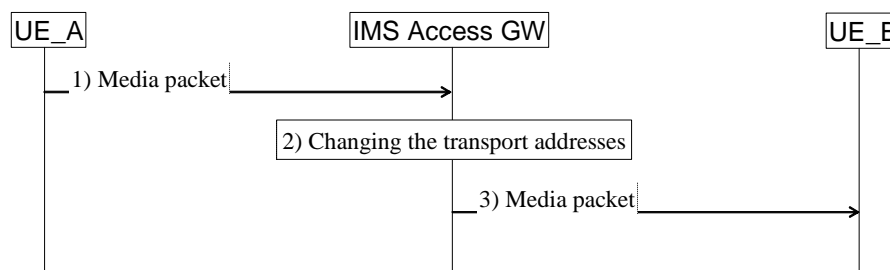 UE_A
IMS Access GW
UE_B
1) Media packet
2) Changing the transport addresses
3) Media packet